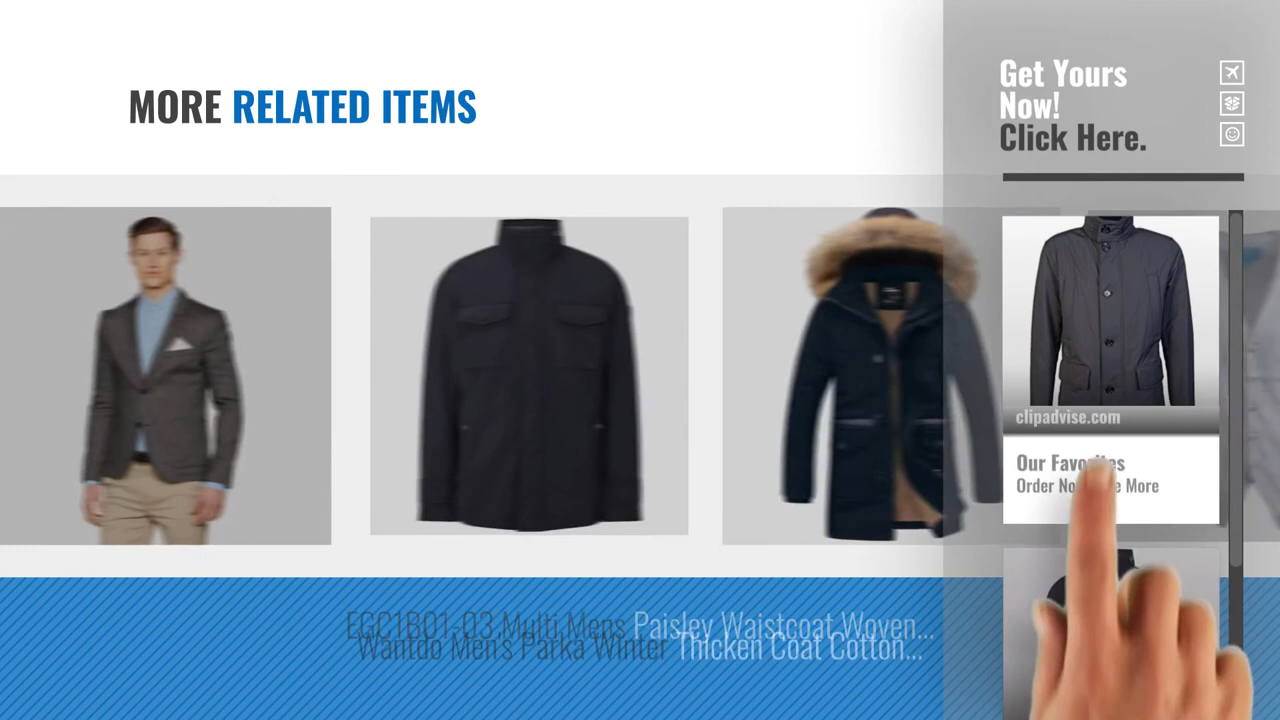 MORE RELATED ITEMS
Get Yours
Now!
Click Here.
clipadvise.com
Our Favorites
Order No e More
EGC1B01-03 Multi Mens Paisley Waistcoat Woven...
Wantdo Men's Parka Winter Thicken Coat Cotton...